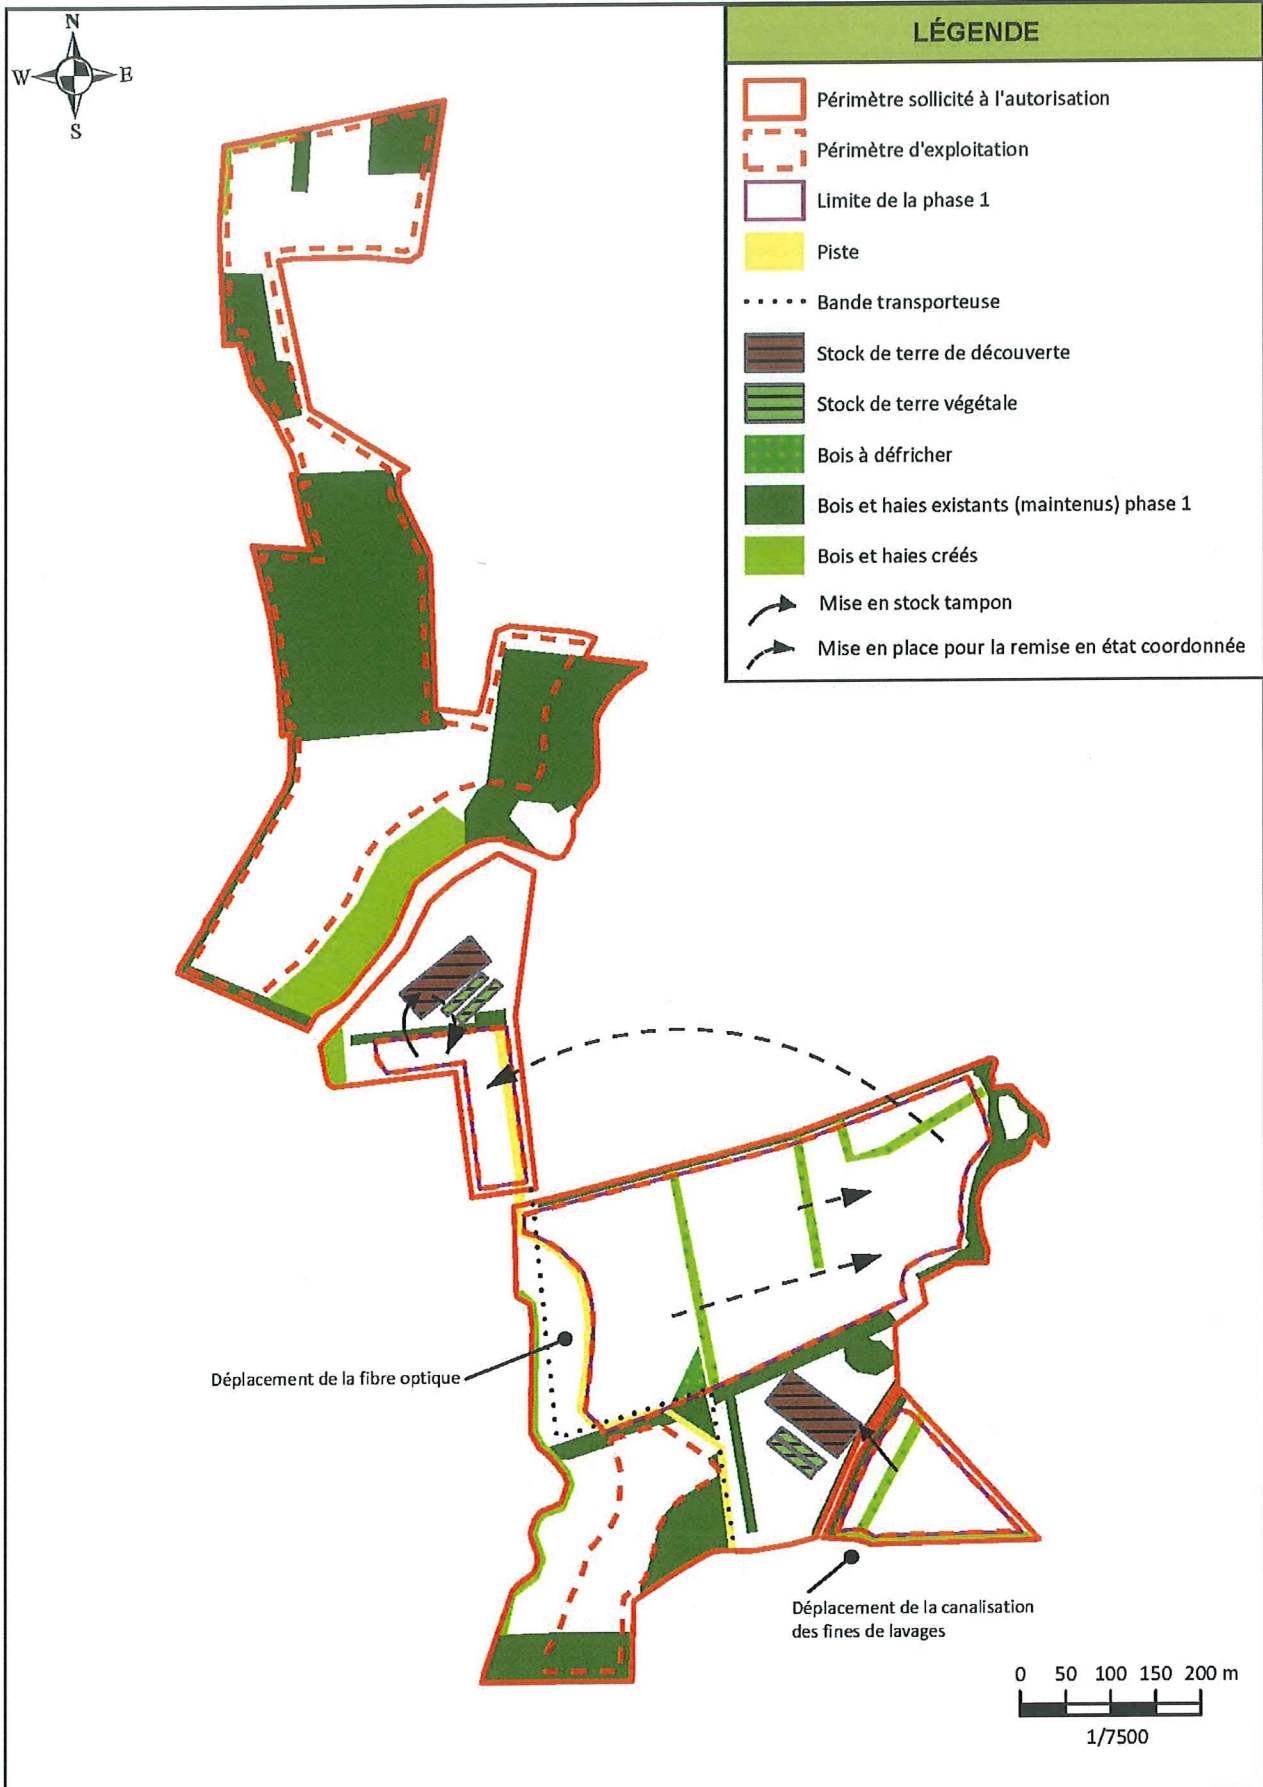 N
W E
S
LÉGENDE
Périmètre sollicité à l'autorisation
Périmètre d'exploitation
Limite de la phase 1
Piste
Bande transporteuse
Stock de terre de découverte
Stock de terre végétale
Bois à défricher
Bois et haies existants (maintenus) phase 1
Bois et haies créés
Mise en stock tampon
Mise en place pour la remise en état coordonnée
Déplacement de la fibre optique
Déplacement de la canalisation
des fines de lavages
0 50 100 150 200 m
1/7500